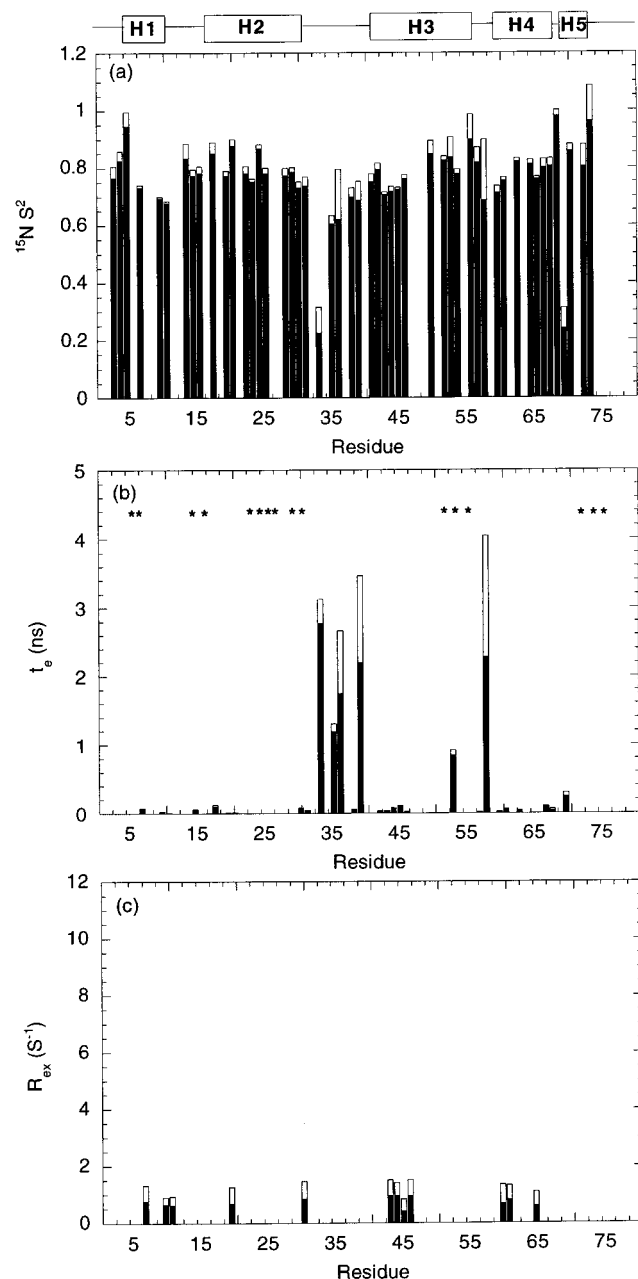 H1 H2 H3 H4 H5
(a)
1.2
1
0.8
0.6
0.4
0.2
0
¹⁵N S²
5 15 25 35 45 55 65 75
Residue
(b)
5
4
3
2
1
0
tₑ (ns)
** * * **** ** * * * * * *
5 15 25 35 45 55 65 75
Residue
(c)
12
10
8
6
4
2
0
Rₑₓ (S⁻¹)
5 15 25 35 45 55 65 75
Residue